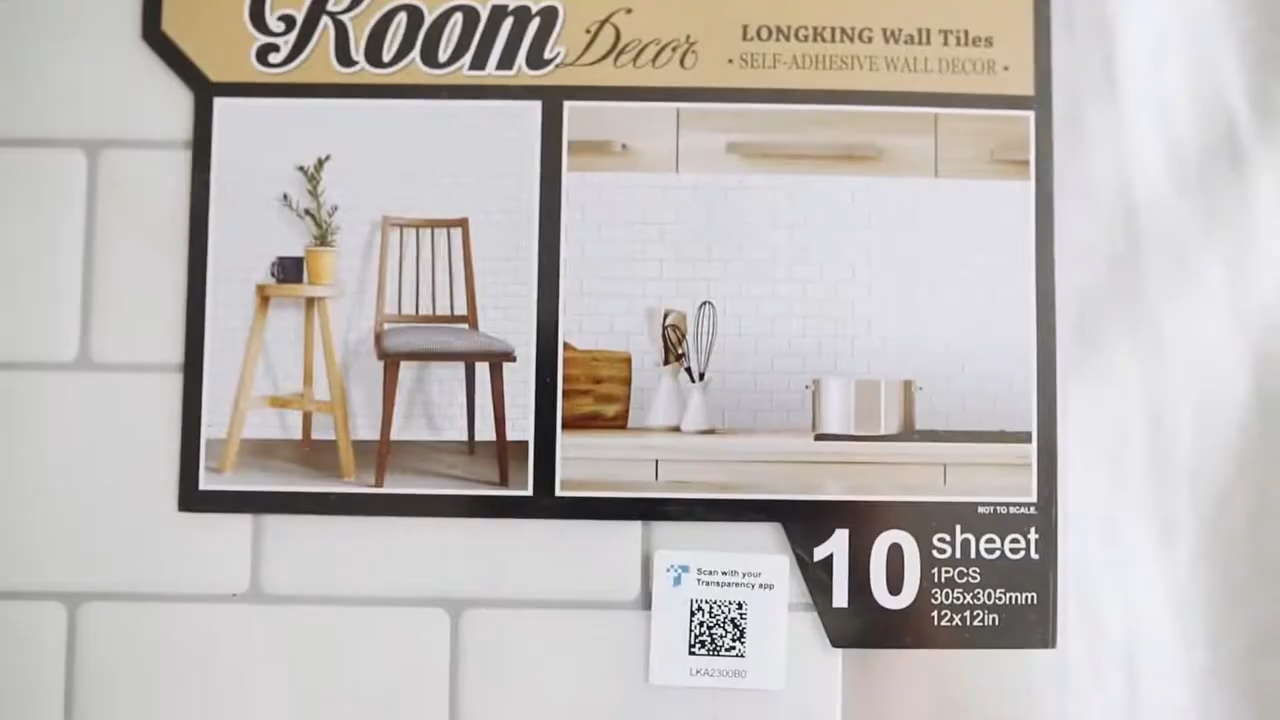 Room Decor
LONGKING Wall Tiles
• SELF-ADHESIVE WALL DECOR •
NOT TO SCALE.
10 sheet
1PCS
305x305mm
12x12in
Scan with your
Transparency app
LKA2300B0